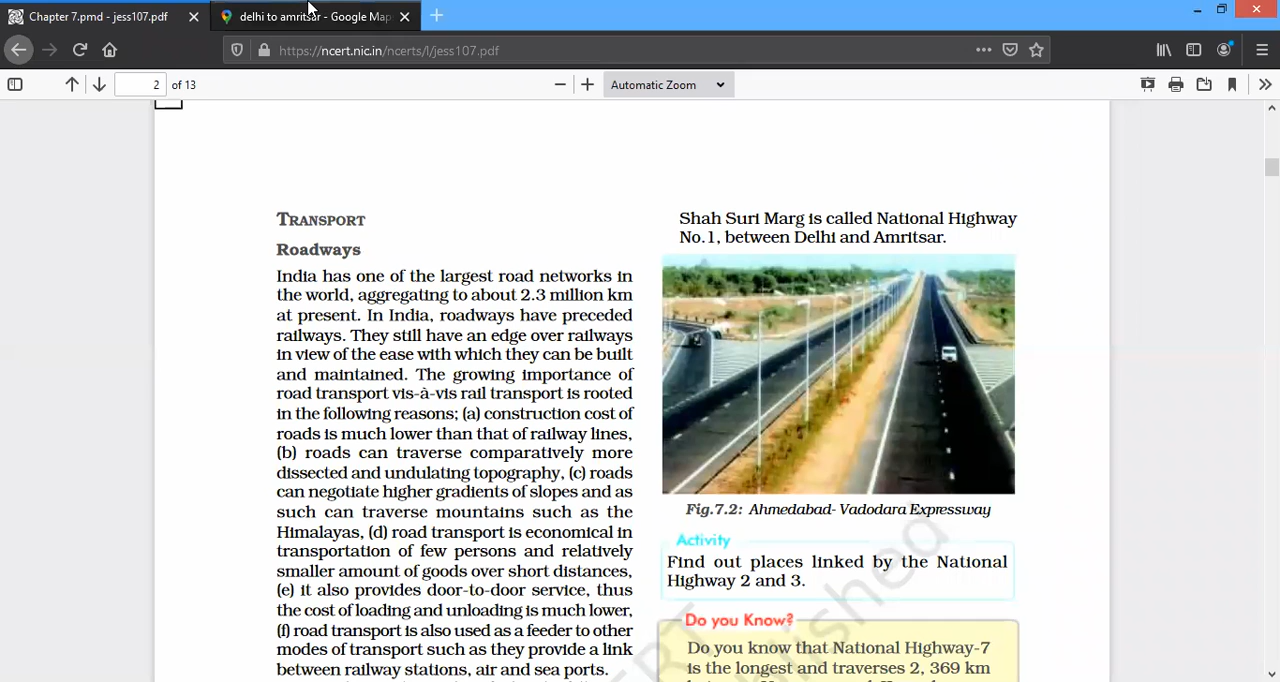 Chapter 7.pmd - jess107.pdf
delhi to amritsar - Google Map
https://ncert.nic.in/ncerts/l/jess107.pdf
2 of 13
Automatic Zoom
TRANSPORT
Roadways
India has one of the largest road networks in
the world, aggregating to about 2.3 million km
at present. In India, roadways have preceded
railways. They still have an edge over railways
in view of the ease with which they can be built
and maintained. The growing importance of
road transport vis-à-vis rail transport is rooted
in the following reasons; (a) construction cost of
roads is much lower than that of railway lines,
(b) roads can traverse comparatively more
dissected and undulating topography, (c) roads
can negotiate higher gradients of slopes and as
such can traverse mountains such as the
Himalayas, (d) road transport is economical in
transportation of few persons and relatively
smaller amount of goods over short distances,
(e) it also provides door-to-door service, thus
the cost of loading and unloading is much lower,
(f) road transport is also used as a feeder to other
modes of transport such as they provide a link
between railway stations, air and sea ports.
Shah Suri Marg is called National Highway
No.1, between Delhi and Amritsar.
Fig.7.2: Ahmedabad- Vadodara Expressway
Activity
Find out places linked by the National
Highway 2 and 3.
Do you Know?
Do you know that National Highway-7
is the longest and traverses 2, 369 km